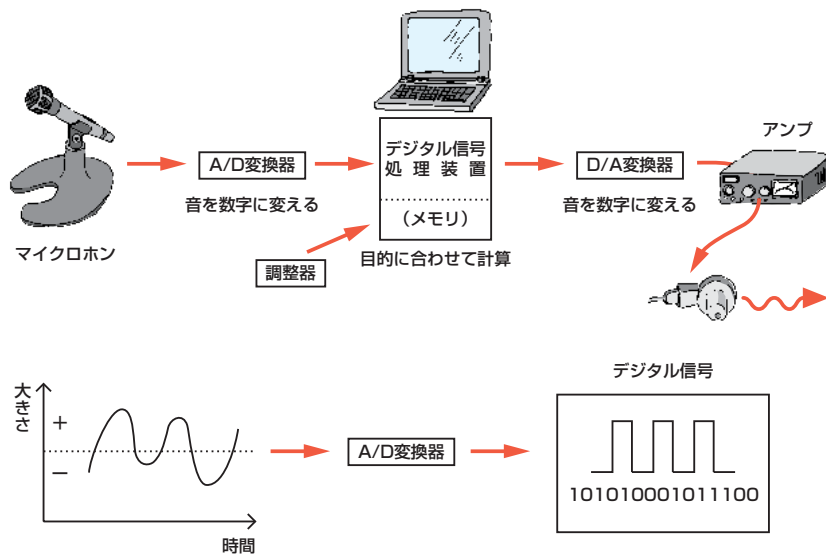 アンプ
デジタル信号
処理装置
A/D変換器
D/A変換器
音を数字に変える
(メモリ)
音を数字に変える
マイクロホン
調整器
目的に合わせて計算
デジタル信号
大きさ
+
−
A/D変換器
101010001011100
時間